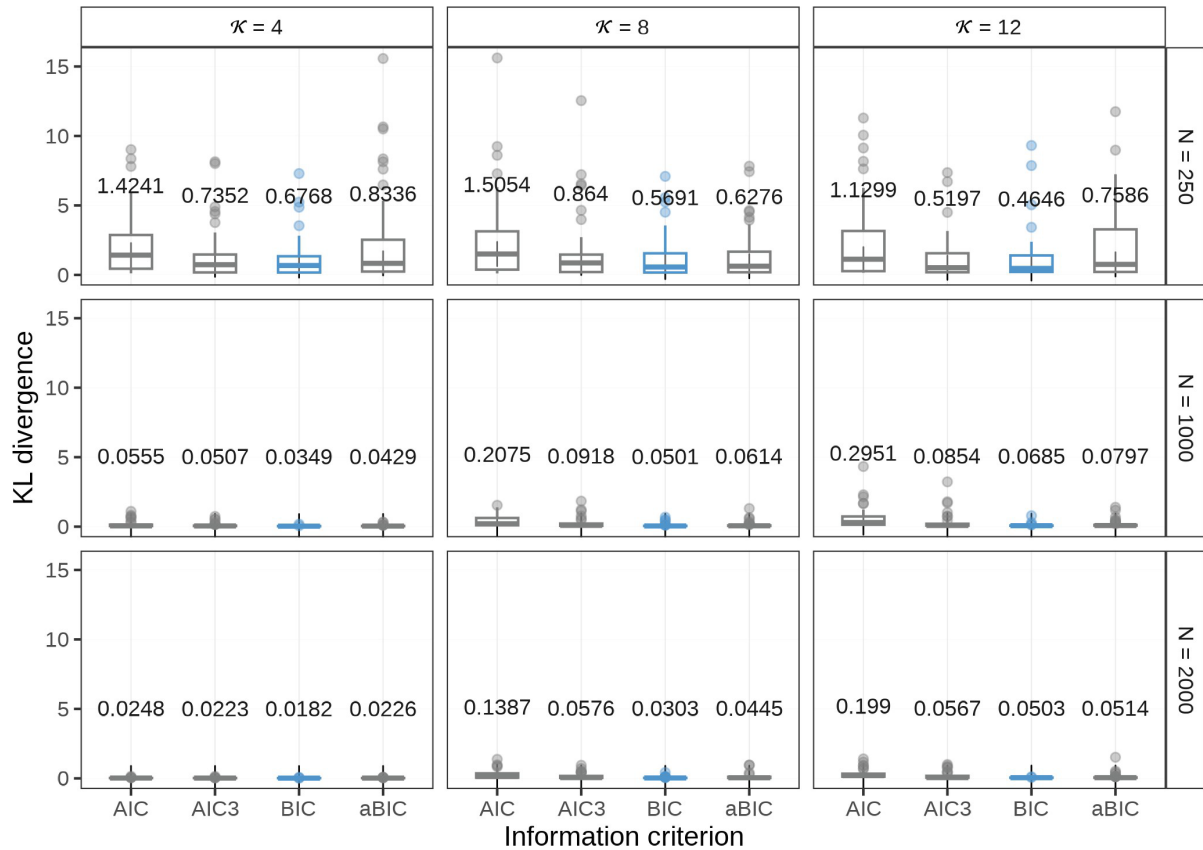 𝒦 = 4
𝒦 = 8
𝒦 = 12
KL divergence
15
10
5
0
1.4241 0.7352 0.6768 0.8336
1.5054 0.864 0.5691 0.6276
1.1299 0.5197 0.4646 0.7586
N = 250
15
10
5
0
0.0555 0.0507 0.0349 0.0429
0.2075 0.0918 0.0501 0.0614
0.2951 0.0854 0.0685 0.0797
N = 1000
15
10
5
0
0.0248 0.0223 0.0182 0.0226
0.1387 0.0576 0.0303 0.0445
0.199 0.0567 0.0503 0.0514
N = 2000
AIC AIC3 BIC aBIC
AIC AIC3 BIC aBIC
AIC AIC3 BIC aBIC
Information criterion